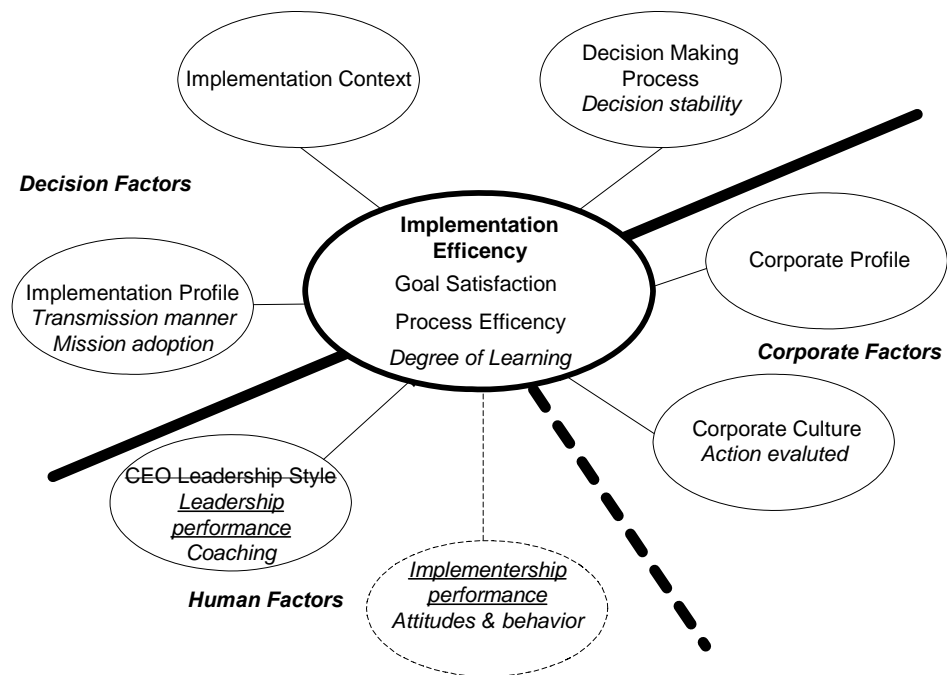 Implementation Context
Decision Making
Process
Decision stability
Decision Factors
Implementation
Efficency
Goal Satisfaction
Process Efficency
Degree of Learning
Corporate Profile
Implementation Profile
Transmission manner
Mission adoption
Corporate Factors
Corporate Culture
Action evaluted
CEO Leadership Style
Leadership
performance
Coaching
Human Factors
Implementership
performance
Attitudes & behavior